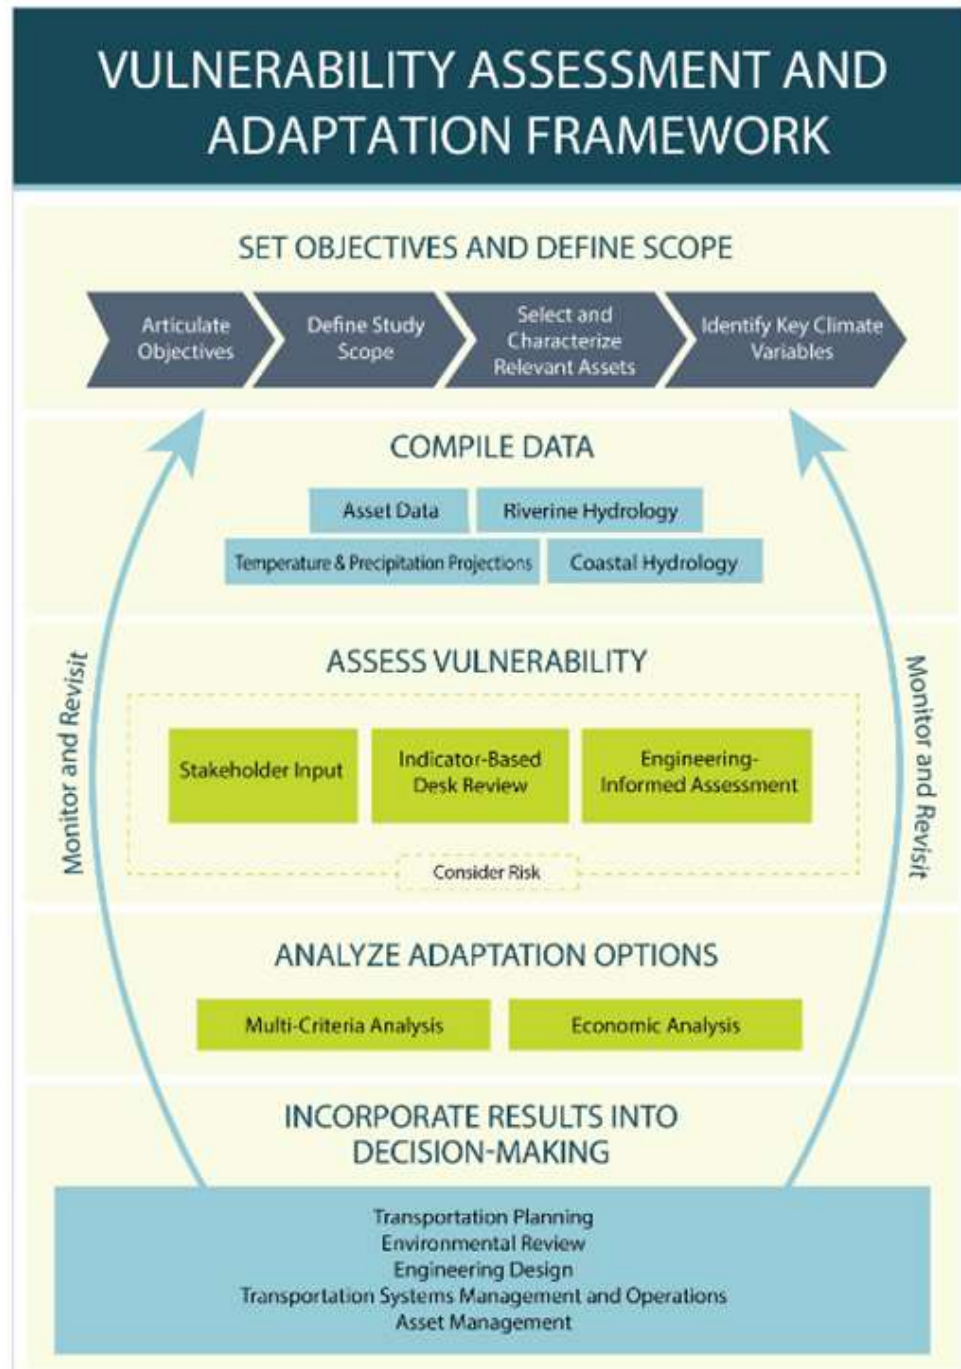 VULNERABILITY ASSESSMENT AND
ADAPTATION FRAMEWORK
SET OBJECTIVES AND DEFINE SCOPE
Articulate
Objectives
Define Study
Scope
Select and
Characterize
Relevant Assets
Identify Key Climate
Variables
COMPILE DATA
Asset Data
Riverine Hydrology
Temperature & Precipitation Projections
Coastal Hydrology
Monitor and Revisit
ASSESS VULNERABILITY
Stakeholder Input
Indicator-Based
Desk Review
Engineering-
Informed Assessment
Consider Risk
Monitor and Revisit
ANALYZE ADAPTATION OPTIONS
Multi-Criteria Analysis
Economic Analysis
INCORPORATE RESULTS INTO
DECISION-MAKING
Transportation Planning
Environmental Review
Engineering Design
Transportation Systems Management and Operations
Asset Management